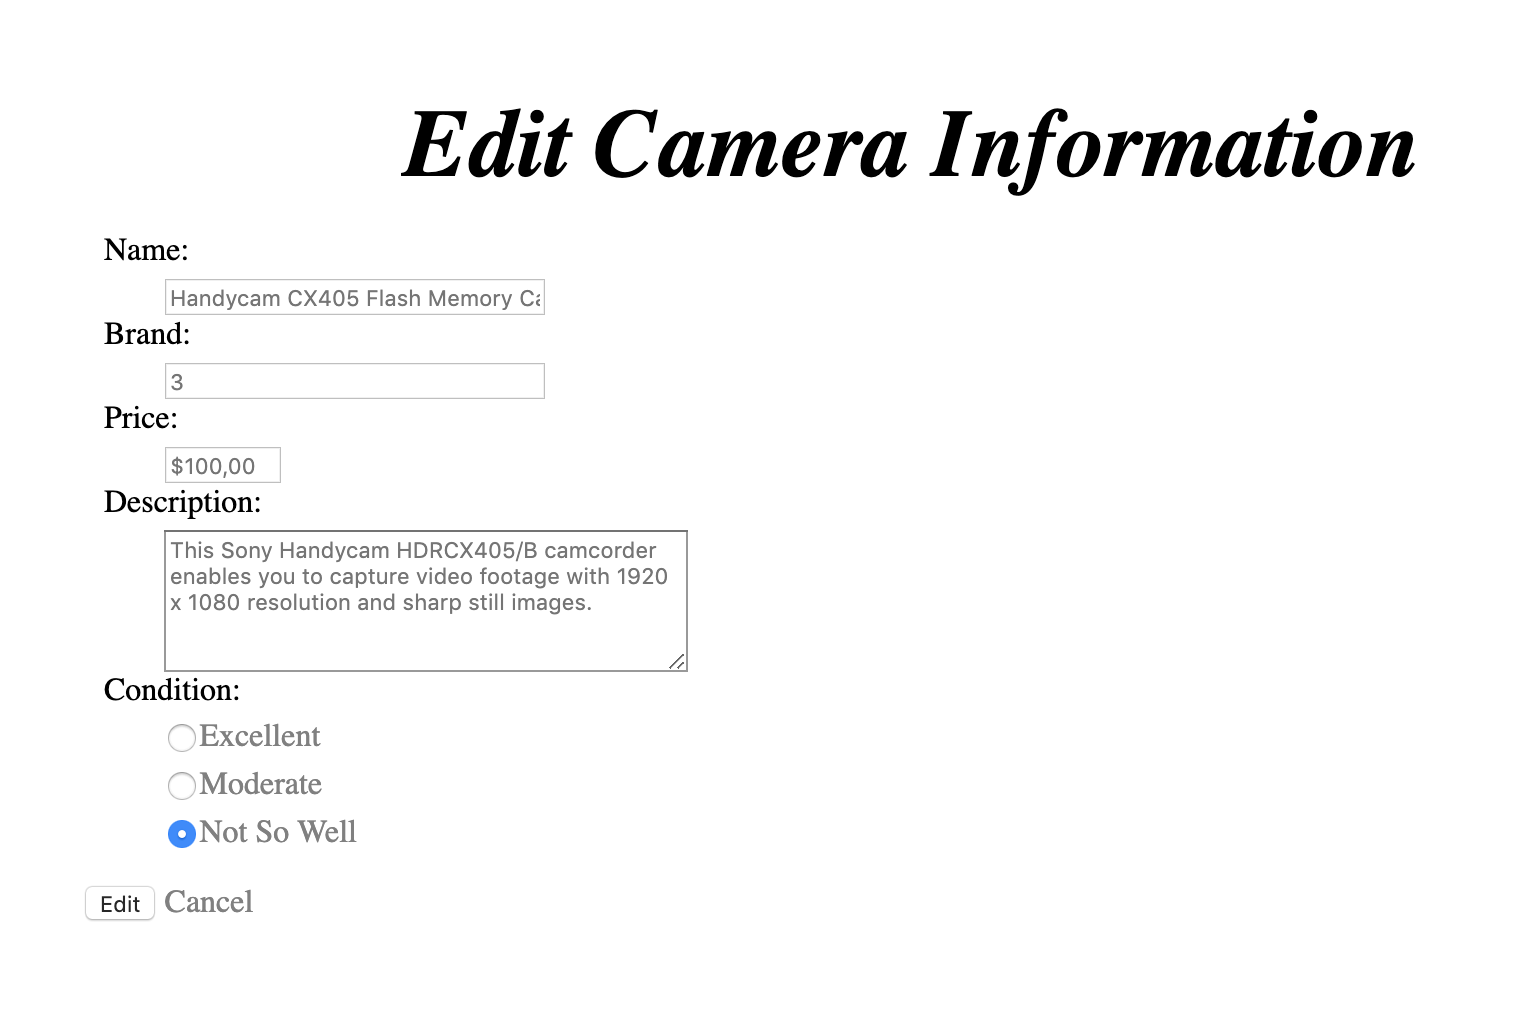 Edit Camera Information
Name:
Handycam CX405 Flash Memory
Brand:
3
Price:
$100,00
Description:
This Sony Handycam HDRCX405/B camcorder
enables you to capture video footage with 1920
x 1080 resolution and sharp still images.
Condition:
Excellent
Moderate
Not So Well
Edit Cancel